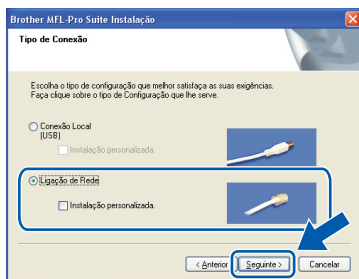 Brother MFL-Pro Suite Instalação
Tipo de Conexão
Escolha o tipo de configuração que melhor satisfaça as suas exigências.
Faça clique sobre o tipo de Configuração que lhe serve.
Conexão Local
(USB)
Instalação personalizada.
Ligação de Rede
Instalação personalizada.
< Anterior Seguinte > Cancelar